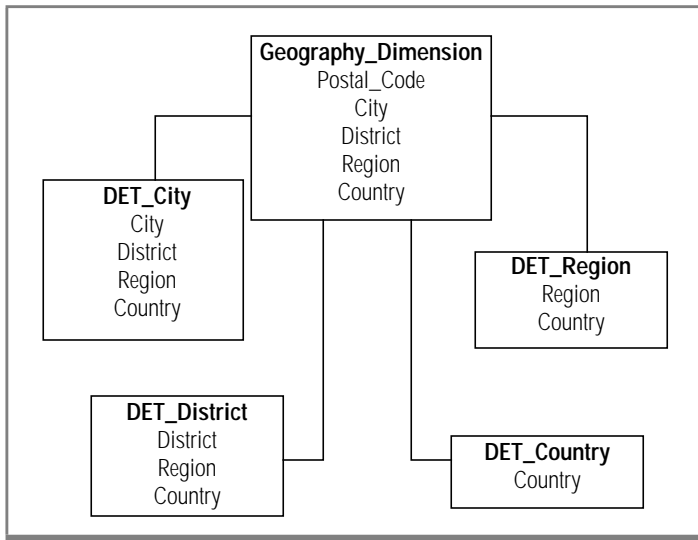 Geography_Dimension
Postal_Code
City
District
Region
Country
DET_City
City
District
Region
Country
DET_Region
Region
Country
DET_District
District
Region
Country
DET_Country
Country